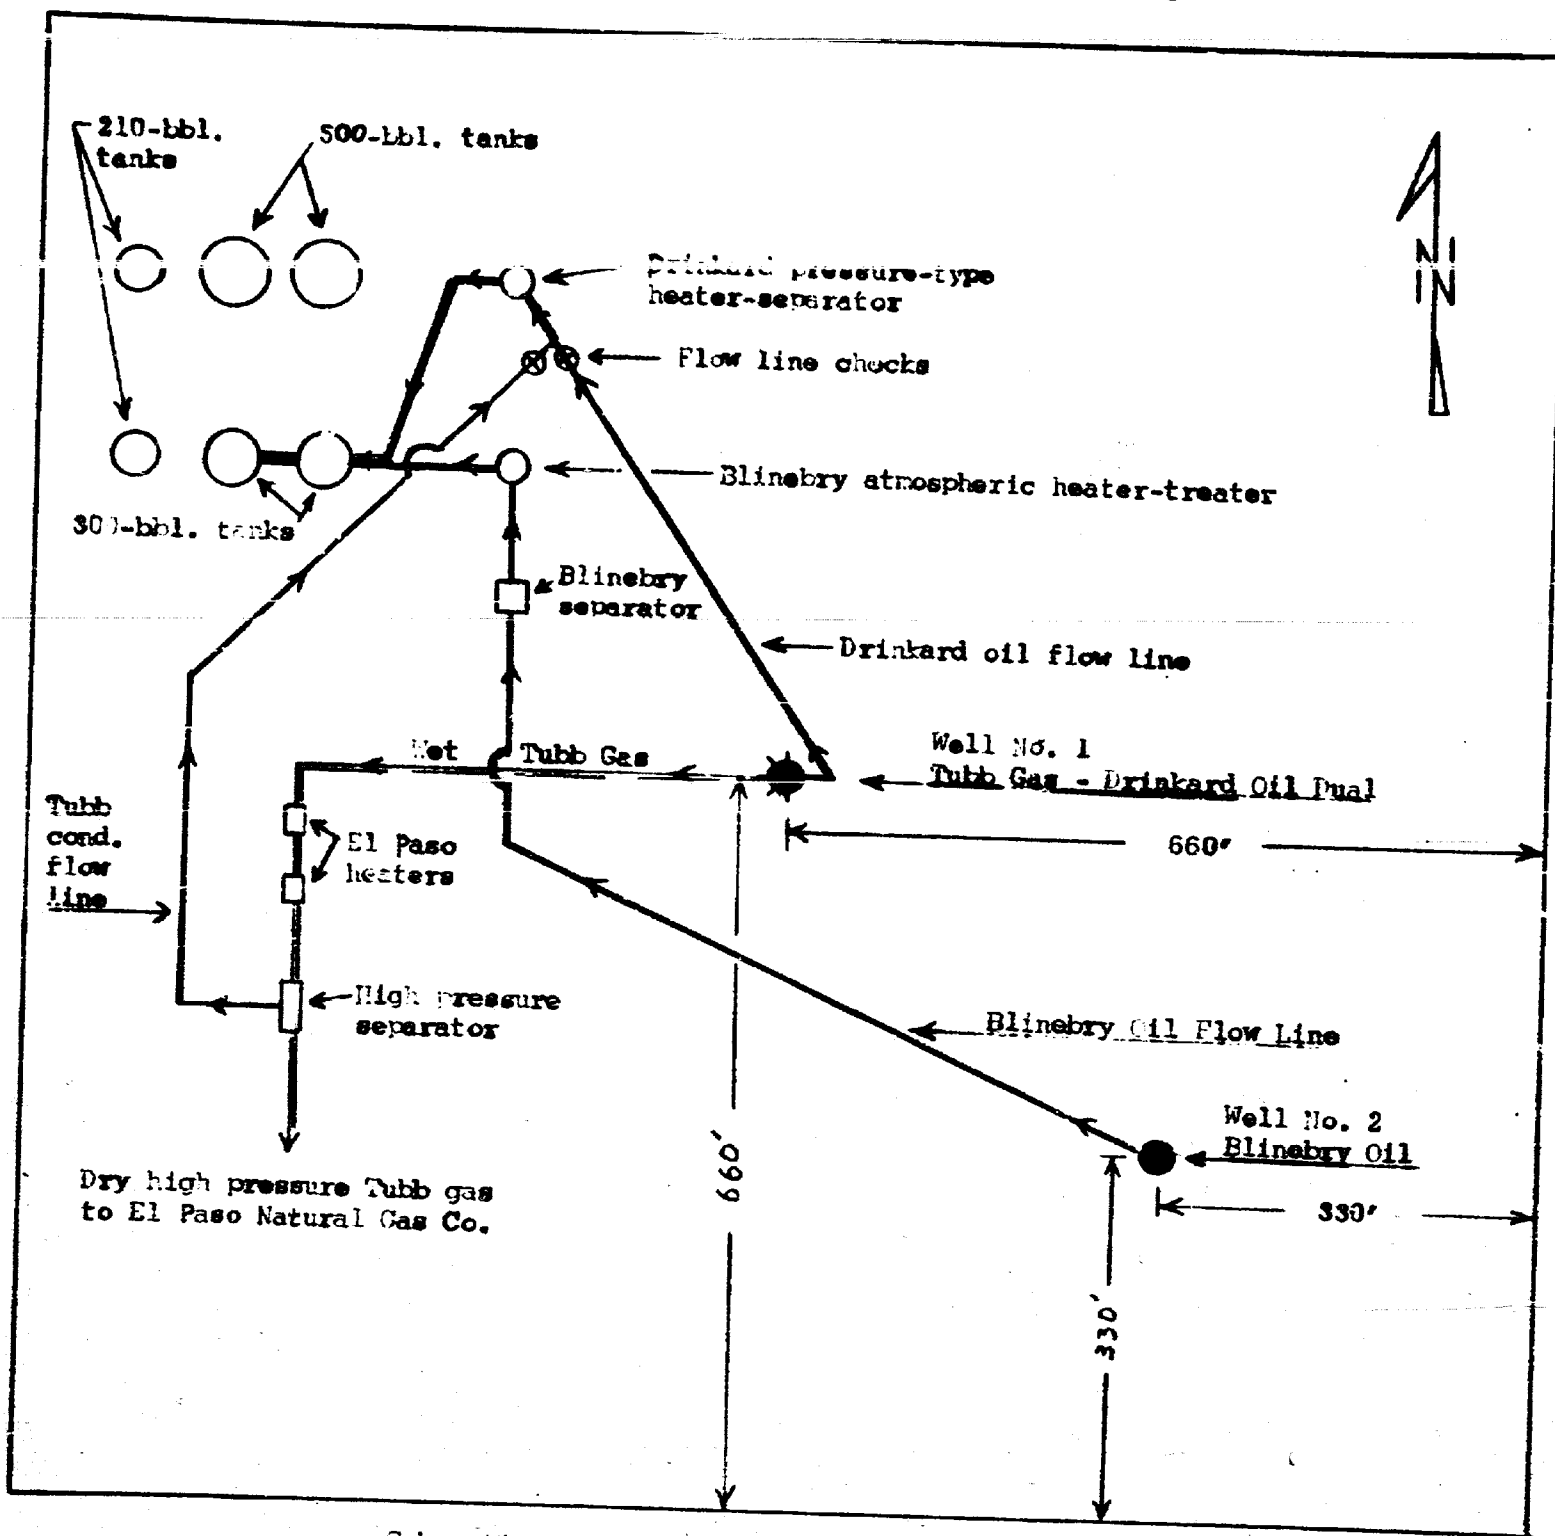 210-bbl.
tanks
500-bbl. tanks
N
Drinkard pressure-type
heater-separator
Flow line chocks
Blinebry atmospheric heater-treater
300-bbl. tanks
Blinebry
separator
Drinkard oil flow line
Wet Tubb Gas
Well No. 1
Tubb Gas - Drinkard Oil Dual
660'
Tubb
cond.
flow
line
El Paso
heaters
High pressure
separator
Blinebry Oil Flow Line
Well No. 2
Blinebry Oil
330'
660'
330'
Dry high pressure Tubb gas
to El Paso Natural Gas Co.